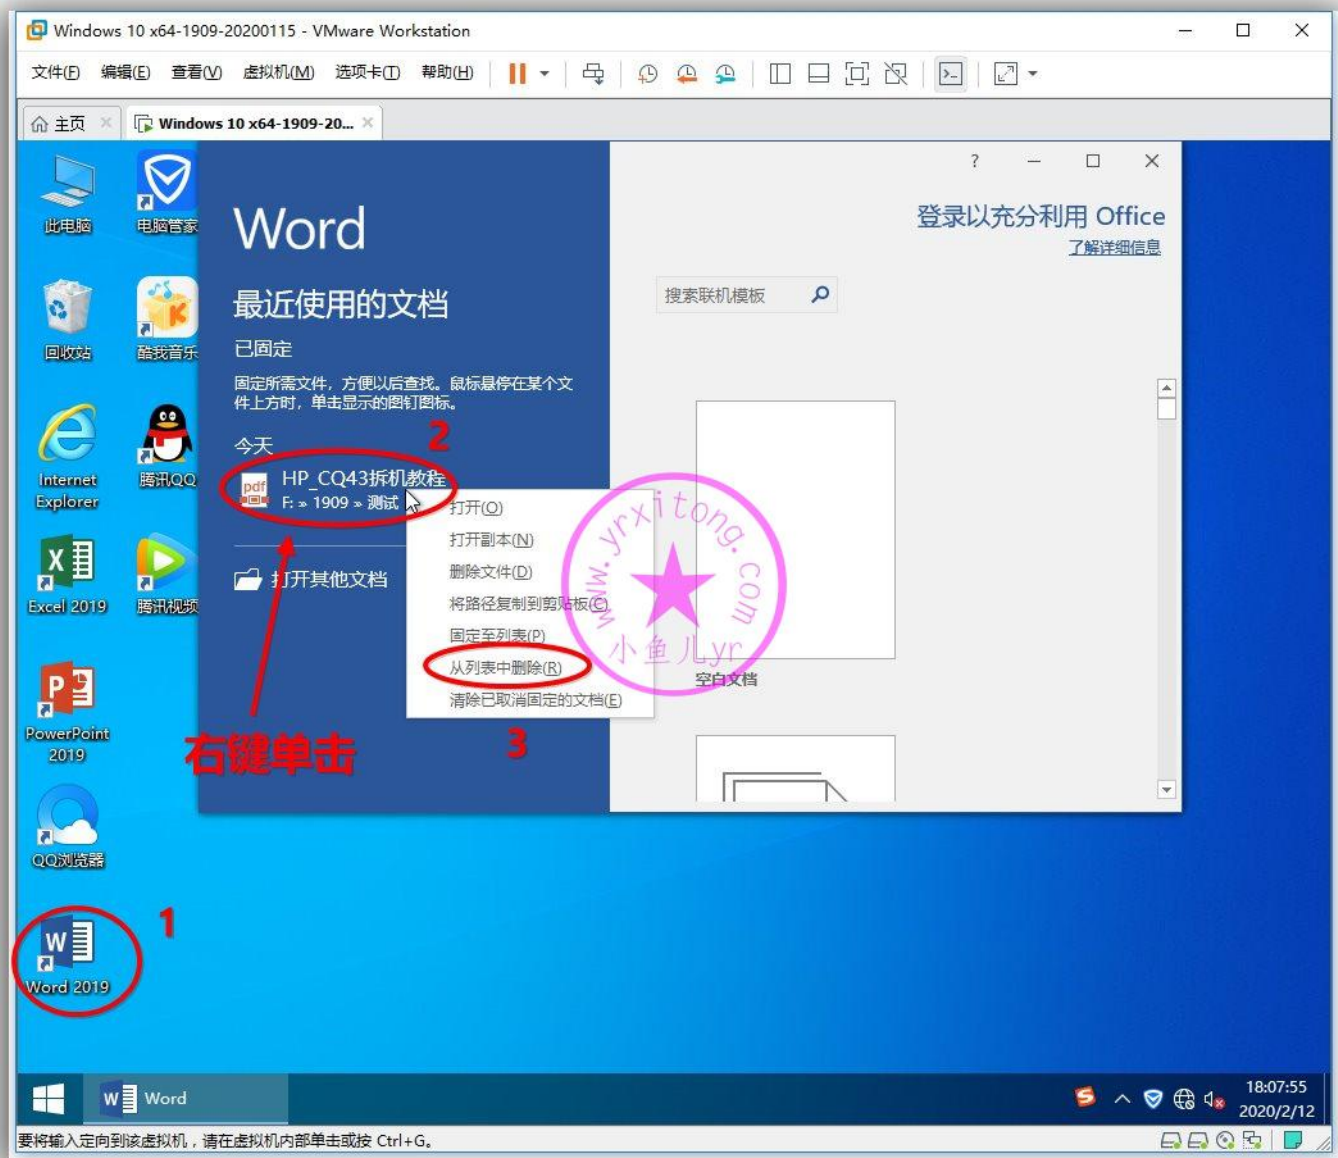 Windows 10 x64-1909-20200115 - VMware Workstation
文件(F) 编辑(E) 查看(V) 虚拟机(M) 选项卡(T) 帮助(H)
主页
Windows 10 x64-1909-20...
此电脑
电脑管家
回收站
酷我音乐
Internet
Explorer
腾讯QQ
Excel 2019
腾讯视频
PowerPoint
2019
QQ浏览器
Word 2019
1
Word
最近使用的文档
已固定
固定所需文件，方便以后查找。鼠标悬停在某个文
件上方时，单击显示的图钉图标。
今天
2
pdf
HP_CQ43拆机教程
F: » 1909 » 测试
打开其他文档
右键单击
打开(O)
打开副本(N)
删除文件(D)
将路径复制到剪贴板(C)
固定至列表(P)
从列表中删除(R)
清除已取消固定的文档(E)
3
?
登录以充分利用 Office
了解详细信息
搜索联机模板
空白文档
www.yrxitong.com
小鱼儿yr
Word
18:07:55
2020/2/12
要将输入定向到该虚拟机，请在虚拟机内部单击或按 Ctrl+G。